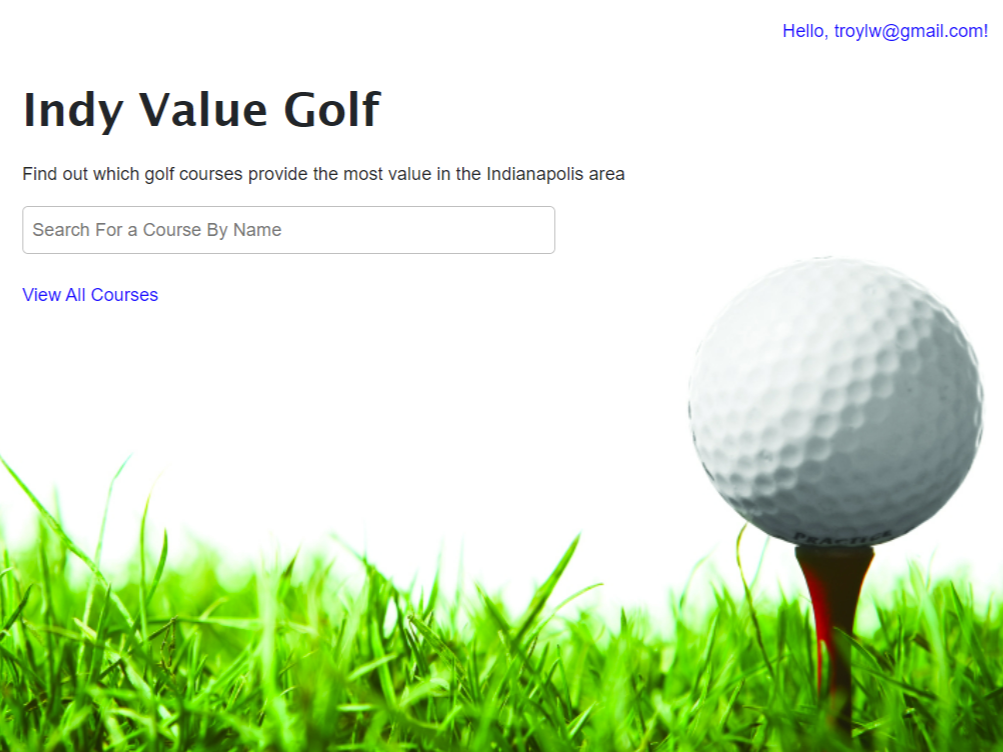 Hello, troylw@gmail.com!
Indy Value Golf
Find out which golf courses provide the most value in the Indianapolis area
Search For a Course By Name
View All Courses
PRACTICE